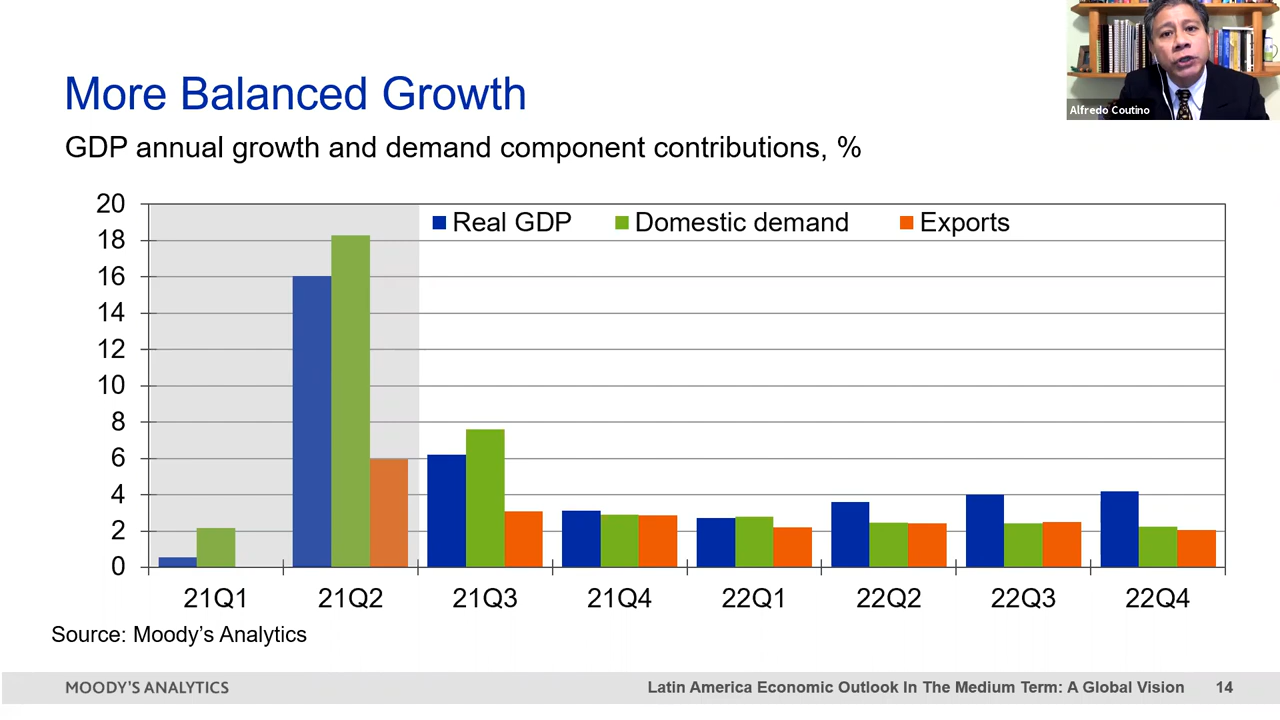 More Balanced Growth
GDP annual growth and demand component contributions, %
Alfredo Coutino
Real GDP Domestic demand Exports
20
18
16
14
12
10
8
6
4
2
0
21Q1 21Q2 21Q3 21Q4 22Q1 22Q2 22Q3 22Q4
Source: Moody's Analytics
MOODY'S ANALYTICS Latin America Economic Outlook In The Medium Term: A Global Vision 14